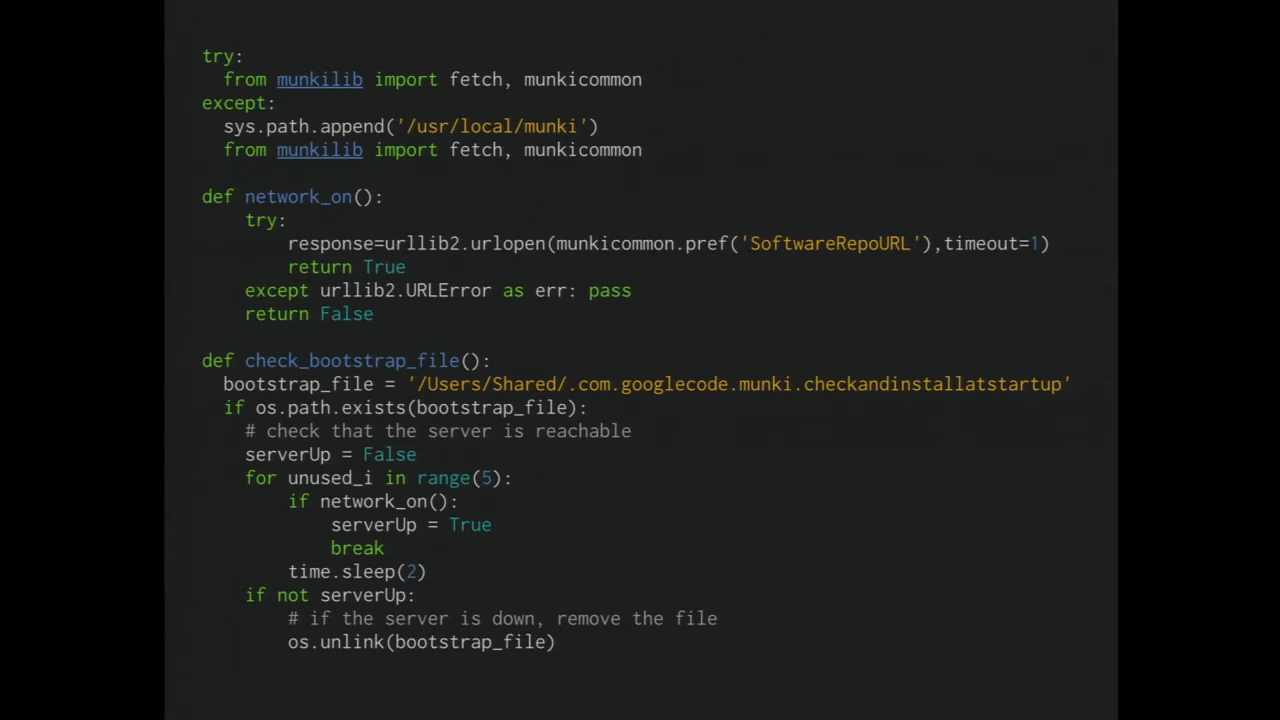 try:
  from munkilib import fetch, munkicommon
except:
  sys.path.append('/usr/local/munki')
  from munkilib import fetch, munkicommon

def network_on():
    try:
        response=urllib2.urlopen(munkicommon.pref('SoftwareRepoURL'),timeout=1)
        return True
    except urllib2.URLError as err: pass
    return False

def check_bootstrap_file():
  bootstrap_file = '/Users/Shared/.com.googlecode.munki.checkandinstallatstartup'
  if os.path.exists(bootstrap_file):
    # check that the server is reachable
    serverUp = False
    for unused_i in range(5):
        if network_on():
            serverUp = True
            break
        time.sleep(2)
    if not serverUp:
        # if the server is down, remove the file
        os.unlink(bootstrap_file)